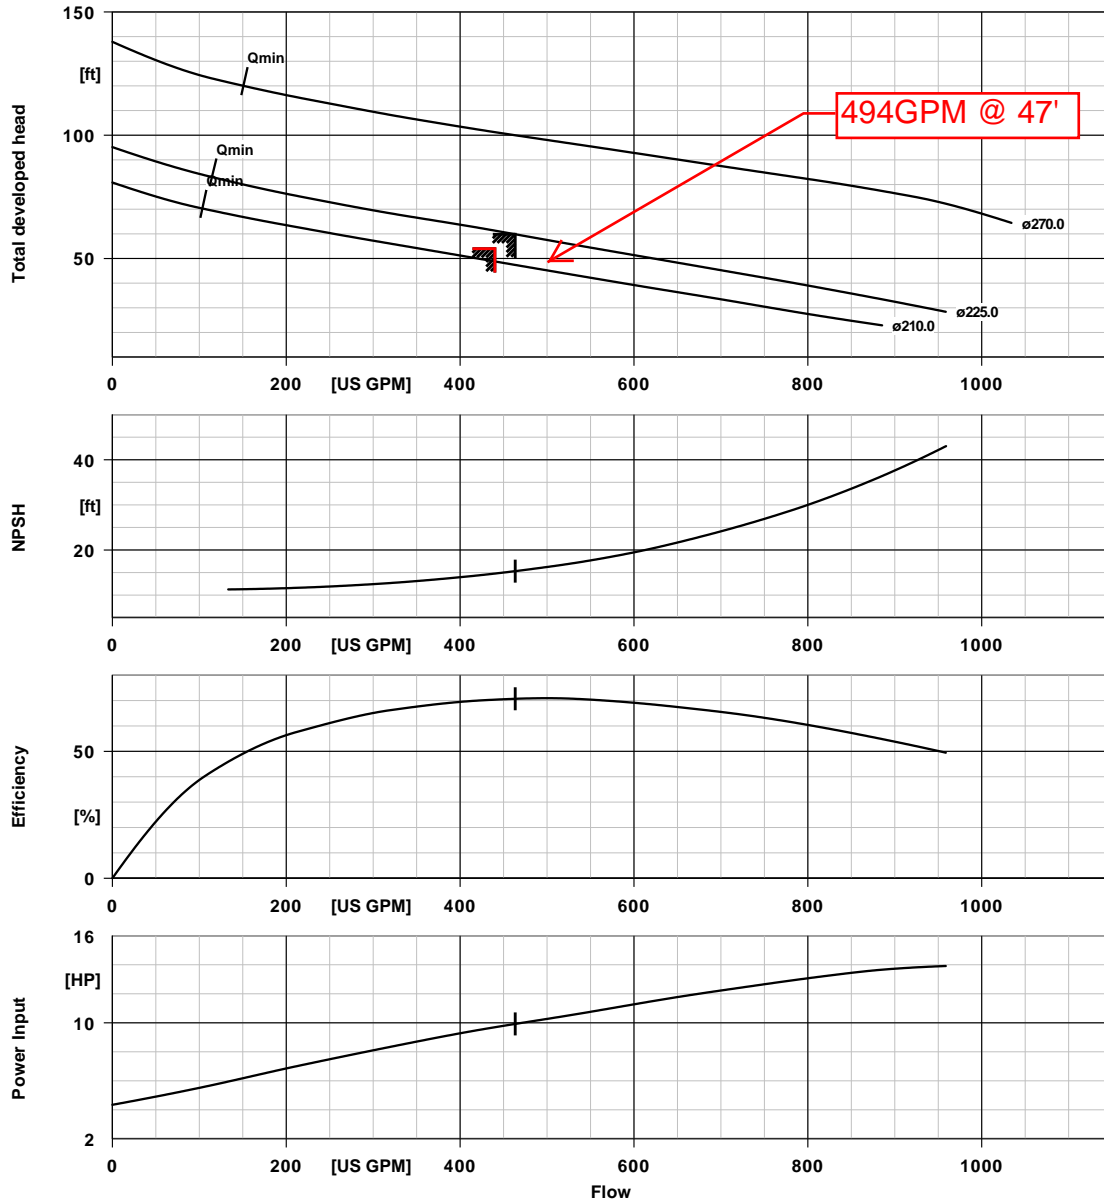 150
Qmin
[ft]
494GPM @ 47'
Total developed head
100
Qmin
Qmin
ø270.0
50
ø225.0
ø210.0
0 200 [US GPM] 400 600 800 1000
40
[ft]
NPSH
20
0 200 [US GPM] 400 600 800 1000
Efficiency
50
[%]
0
0 200 [US GPM] 400 600 800 1000
16
[HP]
Power Input
10
2
0 200 [US GPM] 400 600 800 1000
Flow